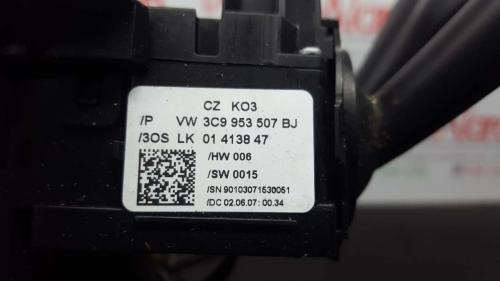 CZ KO3
/P VW 3C9 953 507 BJ
/3OS LK 01 4138 47
/HW 006
/SW 0015
/SN 90103071530051
/DC 02.06.07: 00.34